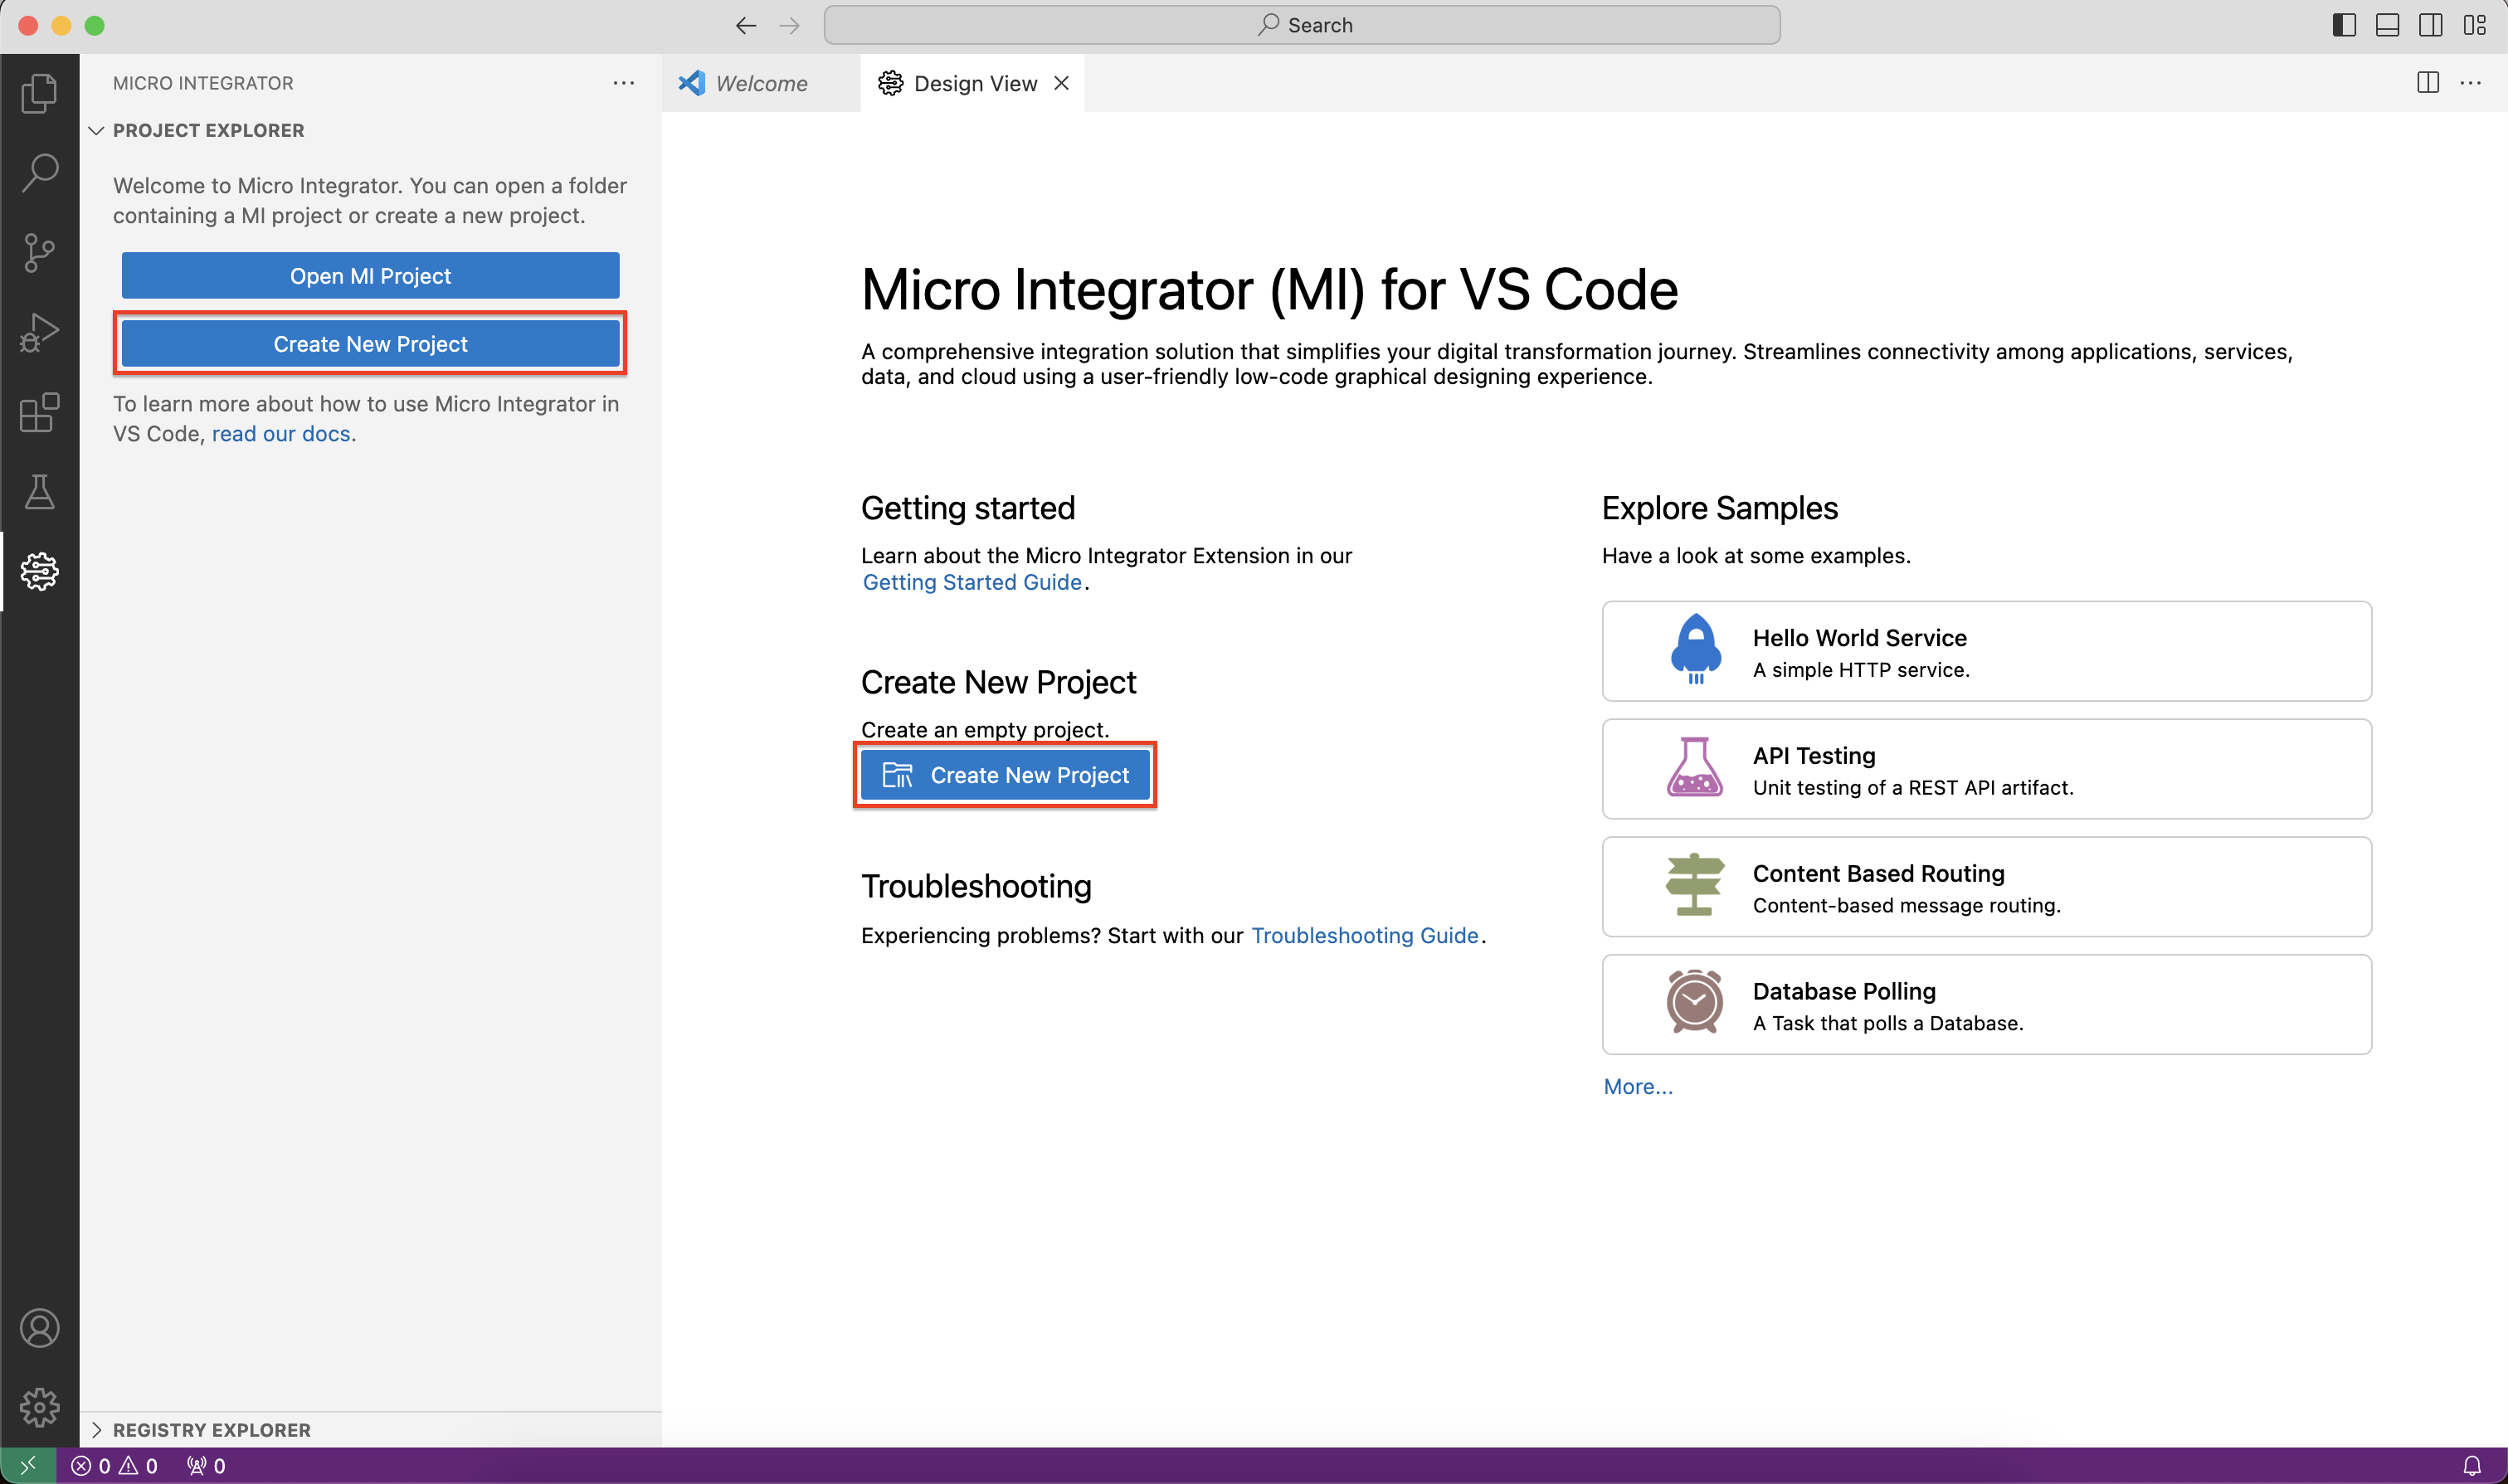 Search
MICRO INTEGRATOR
Welcome
Design View
PROJECT EXPLORER
Welcome to Micro Integrator. You can open a folder
containing a MI project or create a new project.
Open MI Project
Create New Project
To learn more about how to use Micro Integrator in
VS Code, read our docs.
REGISTRY EXPLORER
Micro Integrator (MI) for VS Code
A comprehensive integration solution that simplifies your digital transformation journey. Streamlines connectivity among applications, services,
data, and cloud using a user-friendly low-code graphical designing experience.
Getting started
Learn about the Micro Integrator Extension in our
Getting Started Guide.
Create New Project
Create an empty project.
Create New Project
Troubleshooting
Experiencing problems? Start with our Troubleshooting Guide.
Explore Samples
Have a look at some examples.
Hello World Service
A simple HTTP service.
API Testing
Unit testing of a REST API artifact.
Content Based Routing
Content-based message routing.
Database Polling
A Task that polls a Database.
More...
0 0 0